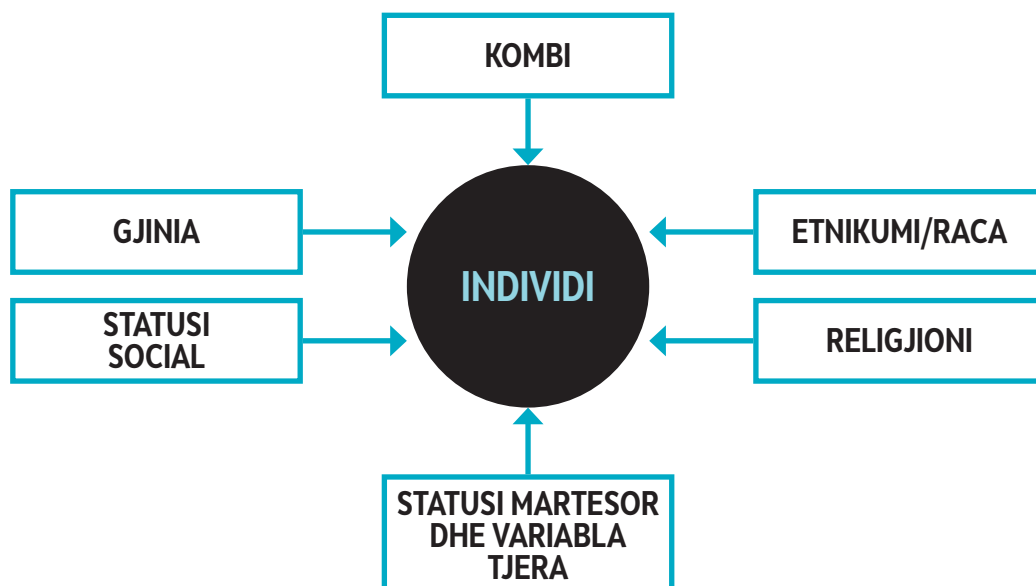 KOMBI
GJINIA
ETNIKUMI/RACA
INDIVIDI
STATUSI
SOCIAL
RELIGJIONI
STATUSI MARTESOR
DHE VARIABLA
TJERA